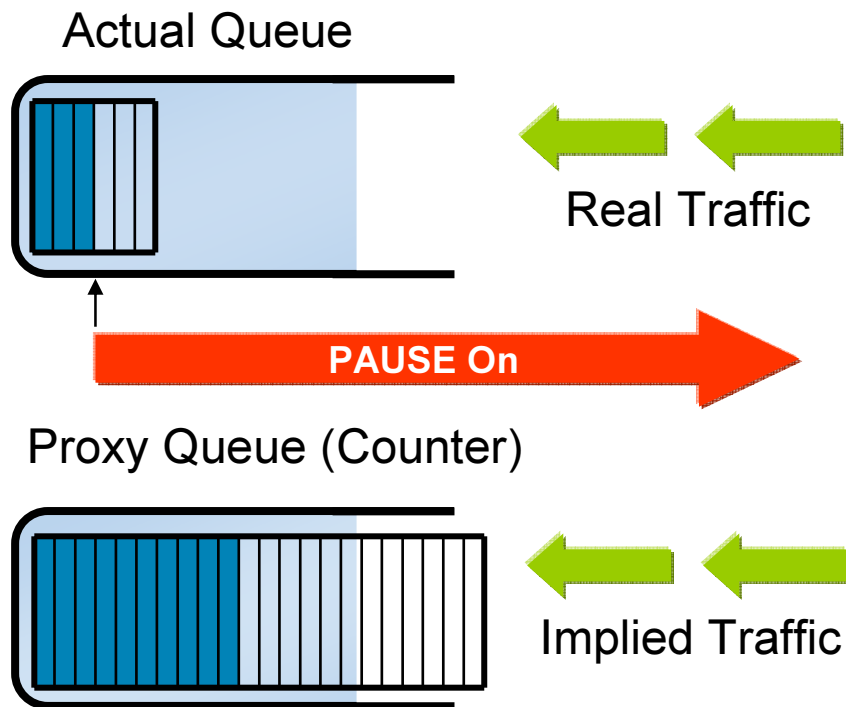 Actual Queue
Real Traffic
PAUSE On
Proxy Queue (Counter)
Implied Traffic